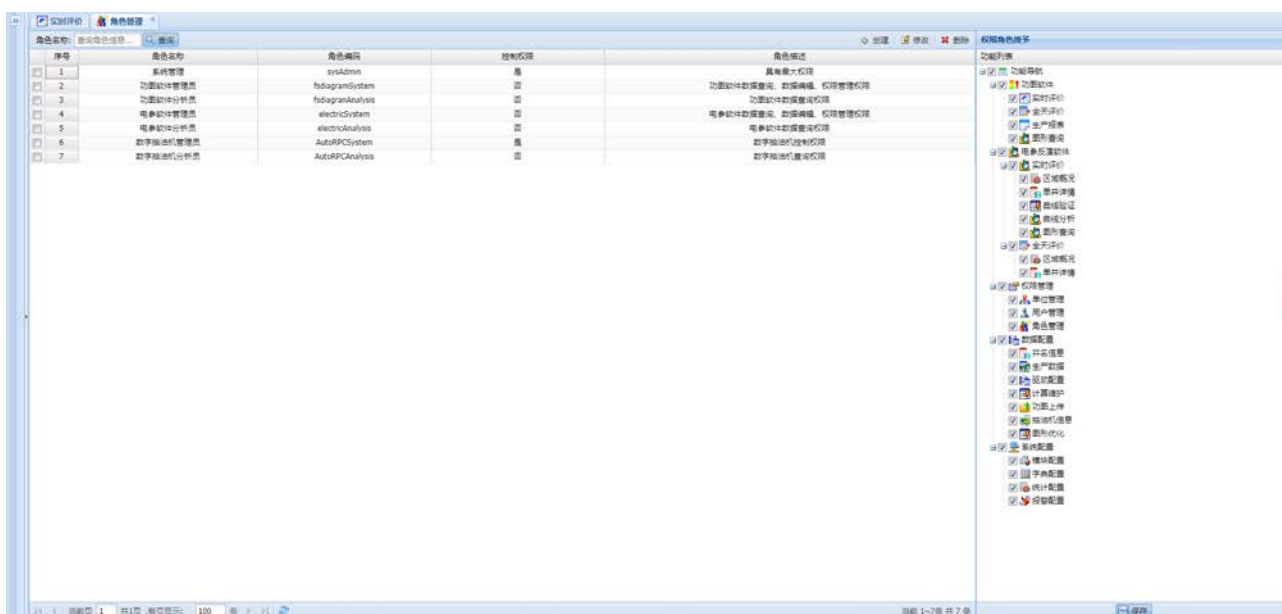 实时评价 角色管理
角色名称: 查询角色信息... 查询 创建 修改 删除
序号 角色名称 角色编码 控制权限 角色描述
1 系统管理 sysAdmin 是 具有最大权限
2 功图软件管理员 fsdiagramSystem 否 功图软件数据查询、数据编辑、权限管理权限
3 功图软件分析员 fsdiagramAnalysis 否 功图软件数据查询权限
4 电参软件管理员 electricSystem 否 电参软件数据查询、数据编辑、权限管理权限
5 电参软件分析员 electricAnalysis 否 电参软件数据查询权限
6 数字抽油机管理员 AutoRPCSystem 是 数字抽油机控制权限
7 数字抽油机分析员 AutoRPCAnalysis 否 数字抽油机查询权限
当前页 1 共1页 ,每页显示: 100 条 当前 1~7条 共 7 条
权限角色授予
功能列表
功能导航
功图软件
实时评价
全天评价
生产报表
图形查询
电参反演软件
实时评价
区域概况
单井详情
曲线验证
曲线分析
图形查询
全天评价
区域概况
单井详情
权限管理
单位管理
用户管理
角色管理
数据配置
井名信息
生产数据
驱动配置
计算维护
功图上传
抽油机信息
图形优化
系统配置
模块配置
字典配置
统计配置
报警配置
保存